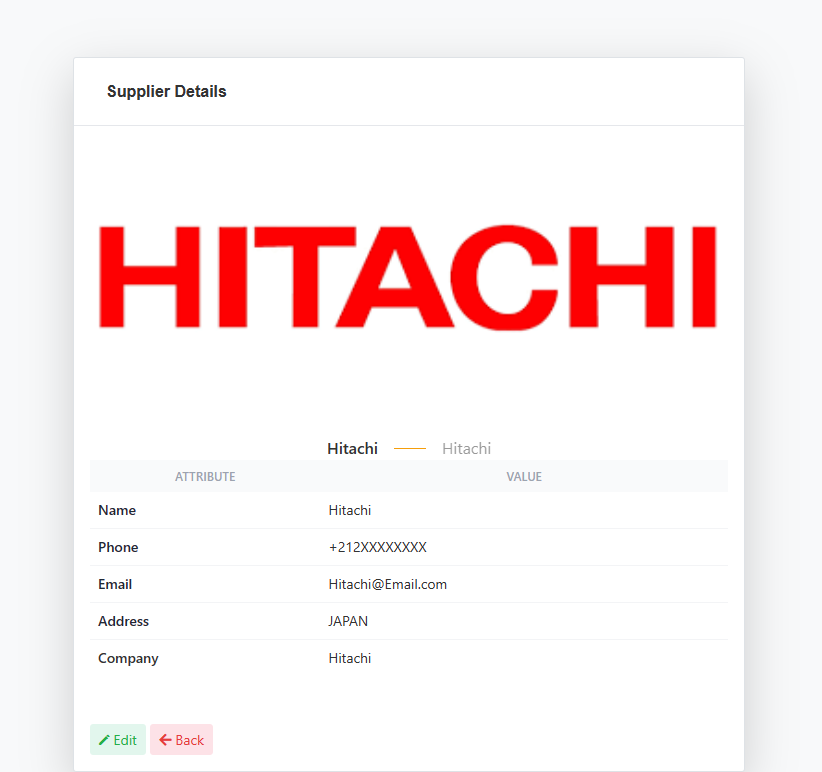 Supplier Details
HITACHI
Hitachi Hitachi
ATTRIBUTE VALUE
Name Hitachi
Phone +212XXXXXXXX
Email Hitachi@Email.com
Address JAPAN
Company Hitachi
Edit Back